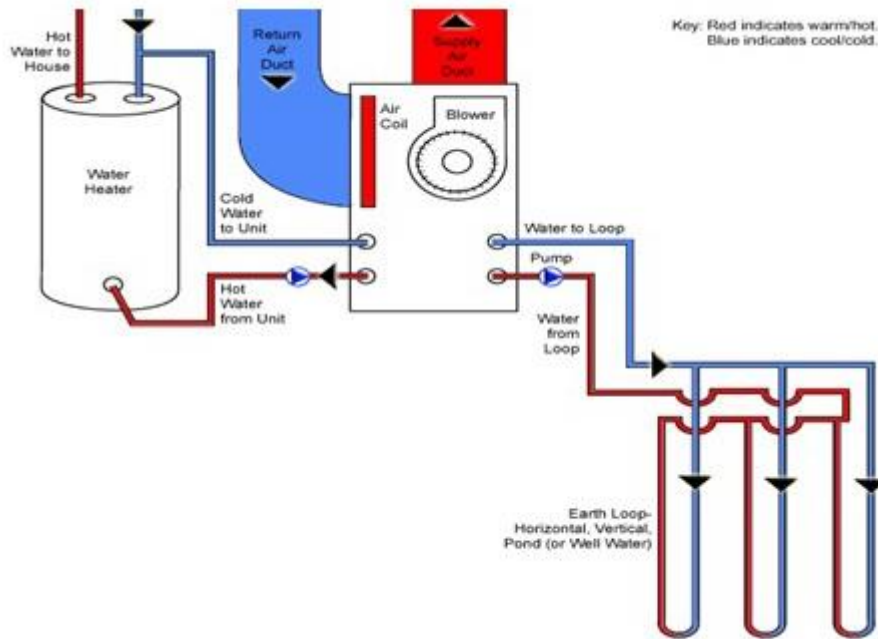 Hot
Water to
House
Return
Air
Duct
Supply
Air
Duct
Key: Red indicates warm/hot.
Blue indicates cool/cold.
Air
Coil
Blower
Water
Heater
Cold
Water
to Unit
Water to Loop
Pump
Hot
Water
from Unit
Water
from
Loop
Earth Loop-
Horizontal, Vertical,
Pond (or Well Water)